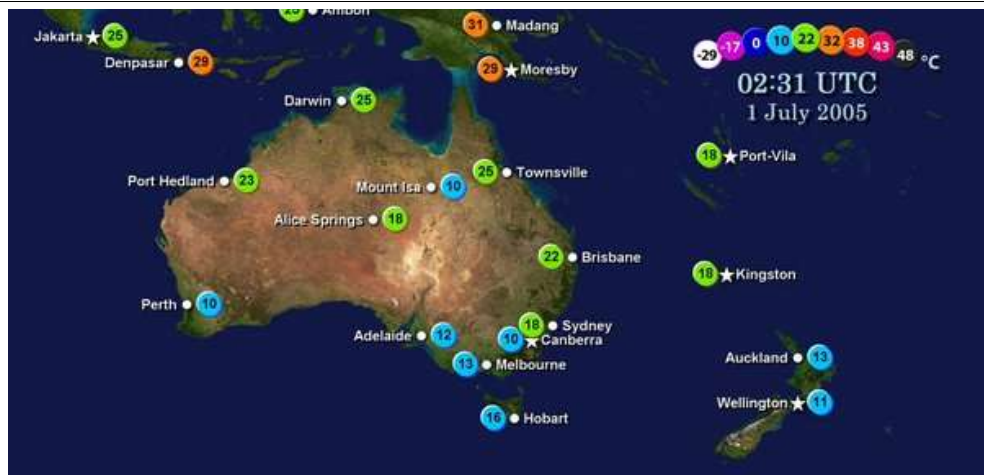 25 Ambon
Jakarta 25
31 Madang
-29 -17 0 10 22 32 38 43 48 °C
Denpasar 29
29 Moresby
02:31 UTC
1 July 2005
Darwin 25
18 Port-Vila
25 Townsville
Port Hedland 23
Mount Isa 10
Alice Springs 18
22 Brisbane
18 Kingston
Perth 10
18 Sydney
Adelaide 12
10 Canberra
13 Melbourne
Auckland 13
Wellington 11
16 Hobart